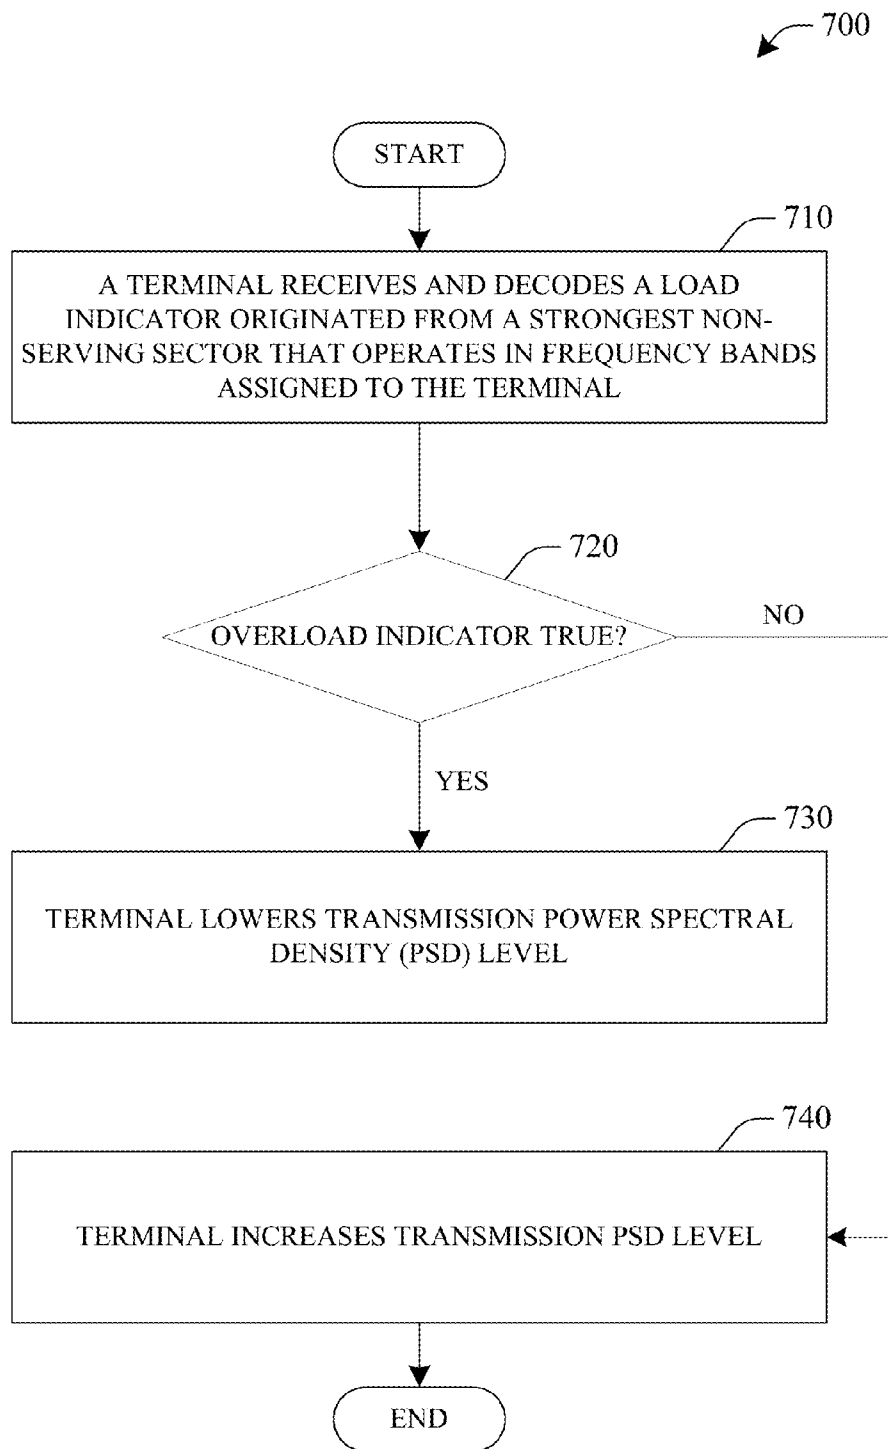 700
START
710
A TERMINAL RECEIVES AND DECODES A LOAD
INDICATOR ORIGINATED FROM A STRONGEST NON-
SERVING SECTOR THAT OPERATES IN FREQUENCY BANDS
ASSIGNED TO THE TERMINAL
720
OVERLOAD INDICATOR TRUE?
NO
YES
730
TERMINAL LOWERS TRANSMISSION POWER SPECTRAL
DENSITY (PSD) LEVEL
740
TERMINAL INCREASES TRANSMISSION PSD LEVEL
END